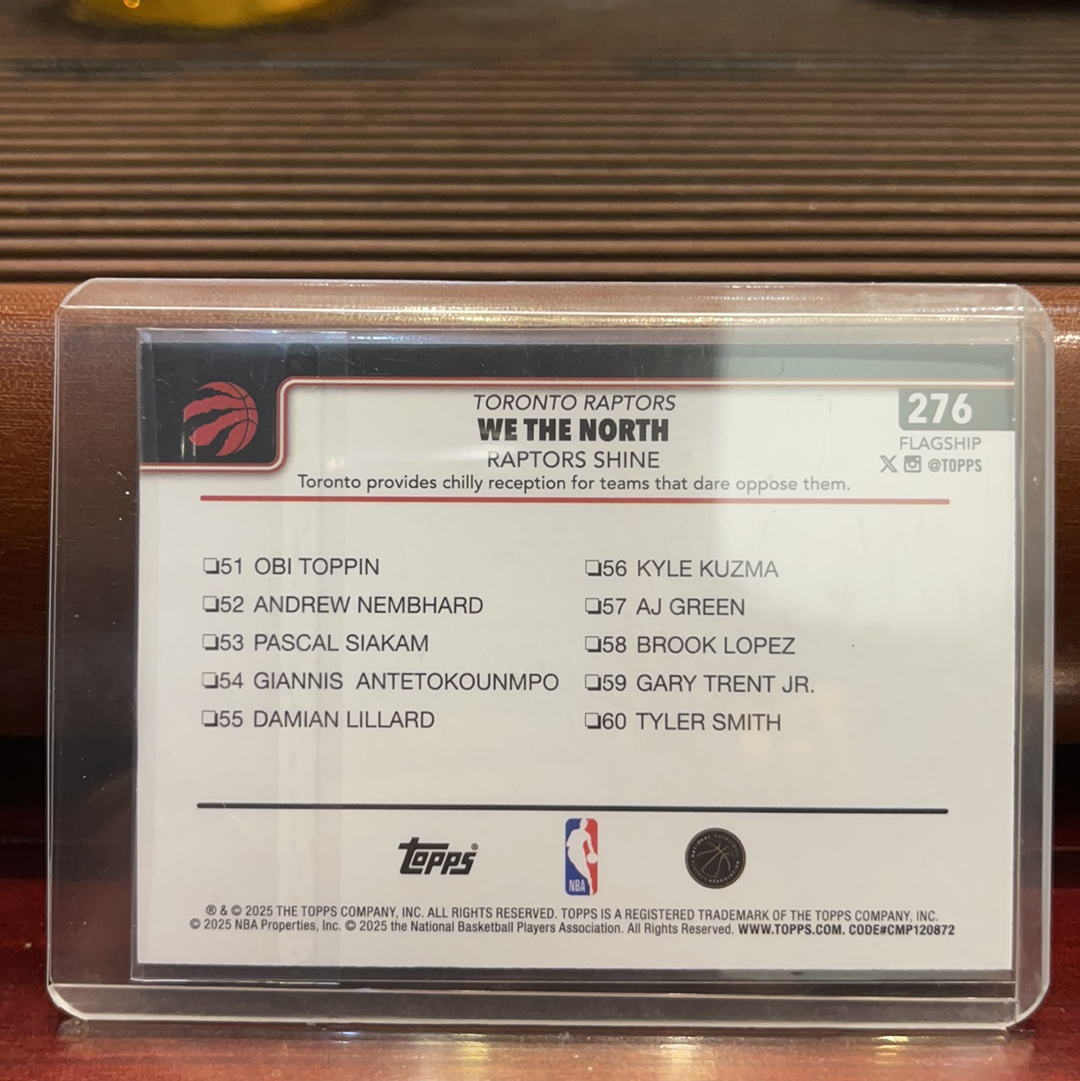 TORONTO RAPTORS
WE THE NORTH
RAPTORS SHINE
Toronto provides chilly reception for teams that dare oppose them.
276
FLAGSHIP
@TOPPS
❏51 OBI TOPPIN
❏52 ANDREW NEMBHARD
❏53 PASCAL SIAKAM
❏54 GIANNIS ANTETOKOUNMPO
❏55 DAMIAN LILLARD
❏56 KYLE KUZMA
❏57 AJ GREEN
❏58 BROOK LOPEZ
❏59 GARY TRENT JR.
❏60 TYLER SMITH
Topps®
NBA
® & © 2025 THE TOPPS COMPANY, INC. ALL RIGHTS RESERVED. TOPPS IS A REGISTERED TRADEMARK OF THE TOPPS COMPANY, INC.
© 2025 NBA Properties, Inc. © 2025 the National Basketball Players Association. All Rights Reserved. WWW.TOPPS.COM. CODE#CMP120872